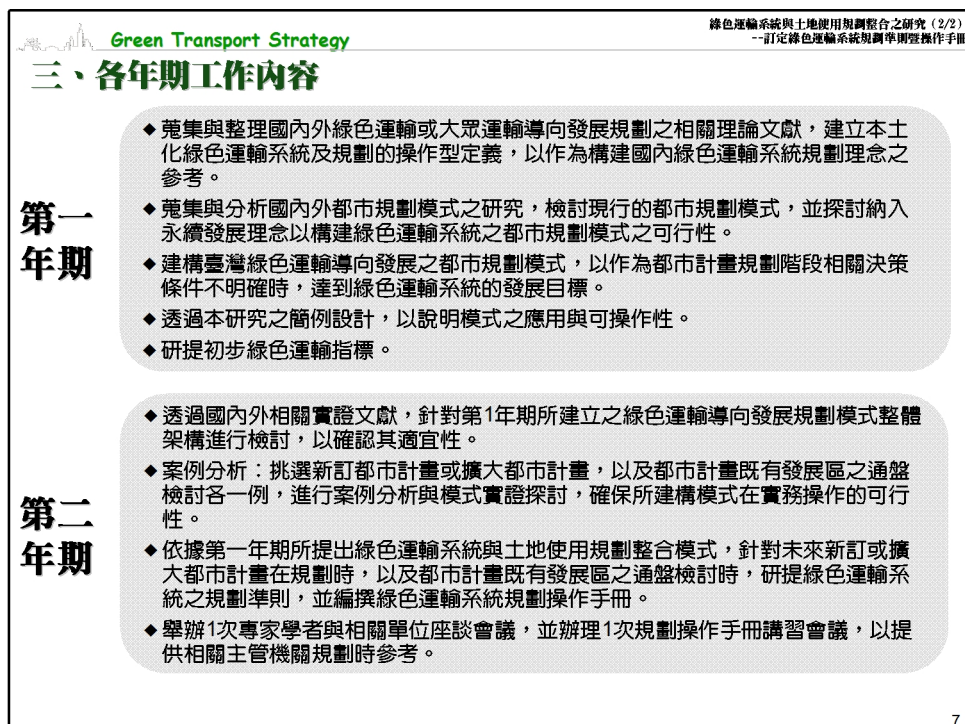 綠色運輸系統與土地使用規劃整合之研究（2/2）
--訂定綠色運輸系統規劃準則暨操作手冊
Green Transport Strategy
三、各年期工作內容
第一
年期
◆蒐集與整理國內外綠色運輸或大眾運輸導向發展規劃之相關理論文獻，建立本土
化綠色運輸系統及規劃的操作型定義，以作為構建國內綠色運輸系統規劃理念之
參考。
◆蒐集與分析國內外都市規劃模式之研究，檢討現行的都市規劃模式，並探討納入
永續發展理念以構建綠色運輸系統之都市規劃模式之可行性。
◆建構臺灣綠色運輸導向發展之都市規劃模式，以作為都市計畫規劃階段相關決策
條件不明確時，達到綠色運輸系統的發展目標。
◆透過本研究之簡例設計，以說明模式之應用與可操作性。
◆研提初步綠色運輸指標。
第二
年期
◆透過國內外相關實證文獻，針對第1年期所建立之綠色運輸導向發展規劃模式整體
架構進行檢討，以確認其適宜性。
◆案例分析：挑選新訂都市計畫或擴大都市計畫，以及都市計畫既有發展區之通盤
檢討各一例，進行案例分析與模式實證探討，確保所建構模式在實務操作的可行
性。
◆依據第一年期所提出綠色運輸系統與土地使用規劃整合模式，針對未來新訂或擴
大都市計畫在規劃時，以及都市計畫既有發展區之通盤檢討時，研提綠色運輸系
統之規劃準則，並編撰綠色運輸系統規劃操作手冊。
◆舉辦1次專家學者與相關單位座談會議，並辦理1次規劃操作手冊講習會議，以提
供相關主管機關規劃時參考。
7